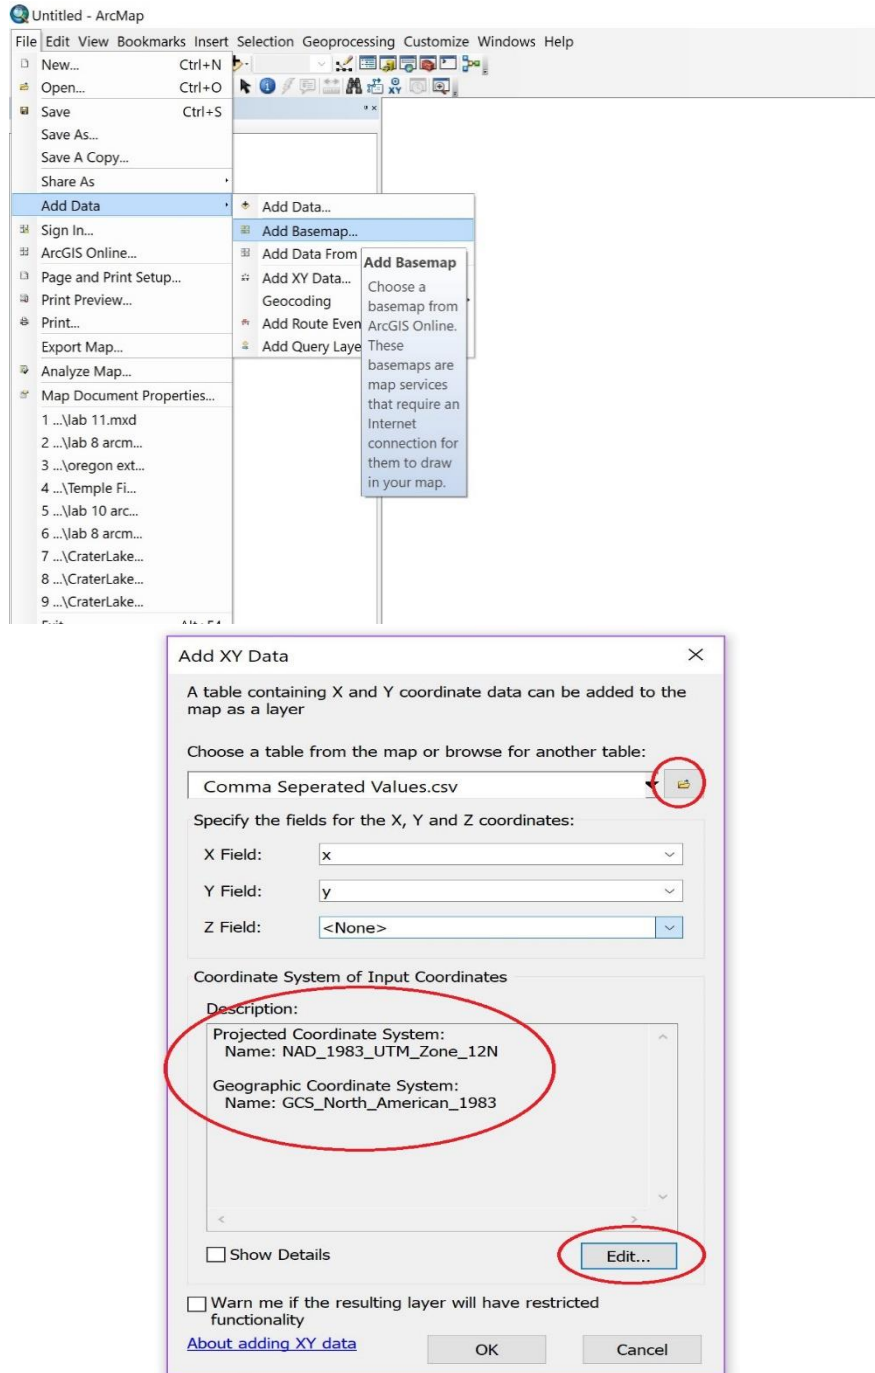 Untitled - ArcMap
File Edit View Bookmarks Insert Selection Geoprocessing Customize Windows Help
New... Ctrl+N
Open... Ctrl+O
Save Ctrl+S
Save As...
Save A Copy...
Share As
Add Data
Sign In...
ArcGIS Online...
Page and Print Setup...
Print Preview...
Print...
Export Map...
Analyze Map...
Map Document Properties...
1 ...\lab 11.mxd
2 ...\lab 8 arcm...
3 ...\oregon ext...
4 ...\Temple Fi...
5 ...\lab 10 arc...
6 ...\lab 8 arcm...
7 ...\CraterLake...
8 ...\CraterLake...
9 ...\CraterLake...
Add Data...
Add Basemap...
Add Data From
Add XY Data...
Geocoding
Add Route Even
Add Query Laye
Add Basemap
Choose a
basemap from
ArcGIS Online.
These
basemaps are
map services
that require an
Internet
connection for
them to draw
in your map.
Add XY Data
A table containing X and Y coordinate data can be added to the
map as a layer
Choose a table from the map or browse for another table:
Comma Seperated Values.csv
Specify the fields for the X, Y and Z coordinates:
X Field: x
Y Field: y
Z Field: <None>
Coordinate System of Input Coordinates
Description:
Projected Coordinate System:
Name: NAD_1983_UTM_Zone_12N
Geographic Coordinate System:
Name: GCS_North_American_1983
Show Details
Edit...
Warn me if the resulting layer will have restricted
functionality
About adding XY data
OK
Cancel